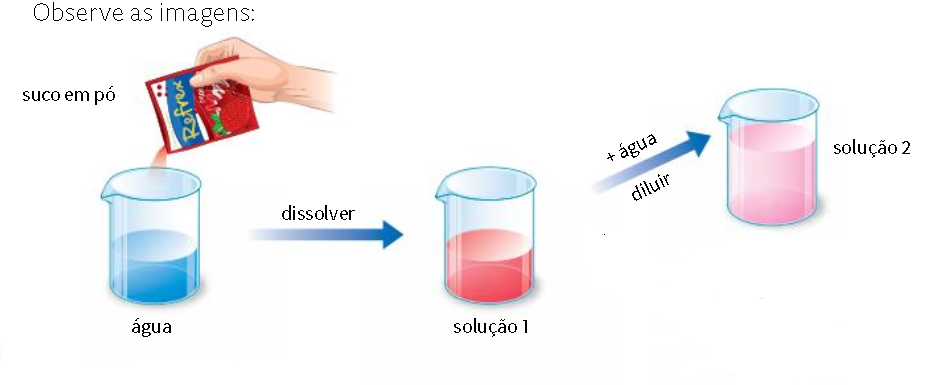 Observe as imagens:
suco em pó
Refrex
água
dissolver
solução 1
+ água
diluir
solução 2